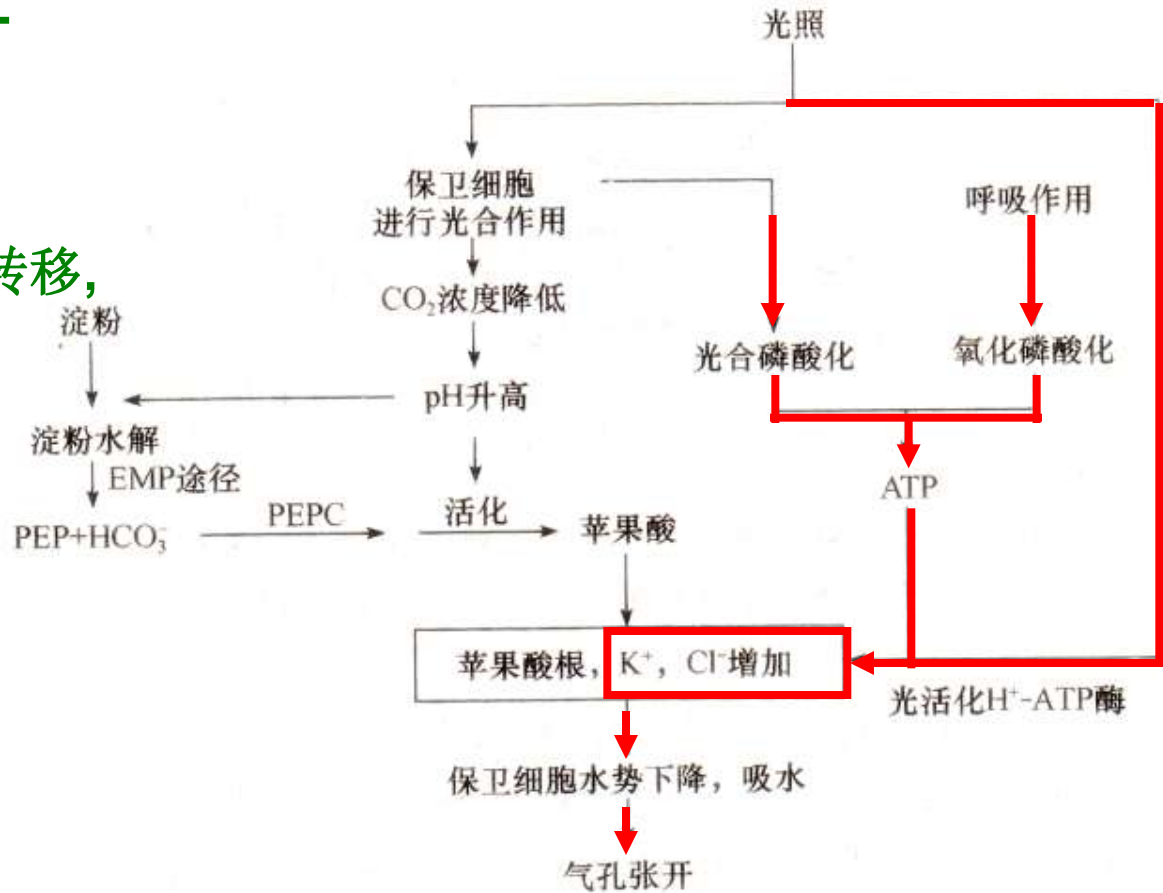 光照
保卫细胞
进行光合作用
呼吸作用
转移,
CO₂浓度降低
淀粉
光合磷酸化
氧化磷酸化
pH升高
淀粉水解
EMP途径
ATP
PEP+HCO₃⁻
PEPC
活化
苹果酸
苹果酸根，K⁺，Cl⁻增加
光活化H⁺-ATP酶
保卫细胞水势下降，吸水
气孔张开